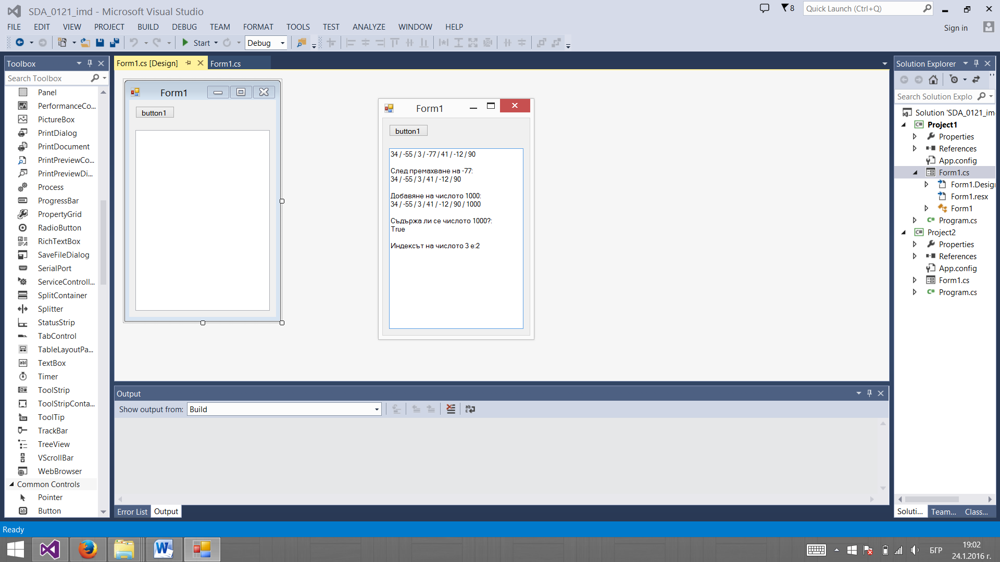 SDA_0121_imd - Microsoft Visual Studio
8
Quick Launch (Ctrl+Q)
FILE EDIT VIEW PROJECT BUILD DEBUG TEAM FORMAT TOOLS TEST ANALYZE WINDOW HELP
Sign in
Start
Debug
Toolbox
Search Toolbox
Panel
PerformanceCo...
PictureBox
PrintDialog
PrintDocument
PrintPreviewCo...
PrintPreviewDi...
Process
ProgressBar
PropertyGrid
RadioButton
RichTextBox
SaveFileDialog
SerialPort
ServiceControll...
SplitContainer
Splitter
StatusStrip
TabControl
TableLayoutPa...
TextBox
Timer
ToolStrip
ToolStripConta...
ToolTip
TrackBar
TreeView
VScrollBar
WebBrowser
Common Controls
Pointer
Button
Form1.cs [Design]
Form1.cs
Form1
button1
Form1
button1
34 / -55 / 3 / -77 / 41 / -12 / 90
След премахване на -77:
34 / -55 / 3 / 41 / -12 / 90
Добавяне на числото 1000:
34 / -55 / 3 / 41 / -12 / 90 / 1000
Съдържа ли се числото 1000?:
True
Индексът на числото 3 е:2
Output
Show output from: Build
Error List
Output
Solution Explorer
Search Solution Explo
Solution 'SDA_0121_im
Project1
Properties
References
App.config
Form1.cs
Form1.Desig
Form1.resx
Form1
Program.cs
Project2
Properties
References
App.config
Form1.cs
Program.cs
Soluti... Team... Class...
Ready
БГР
19:02
24.1.2016 г.